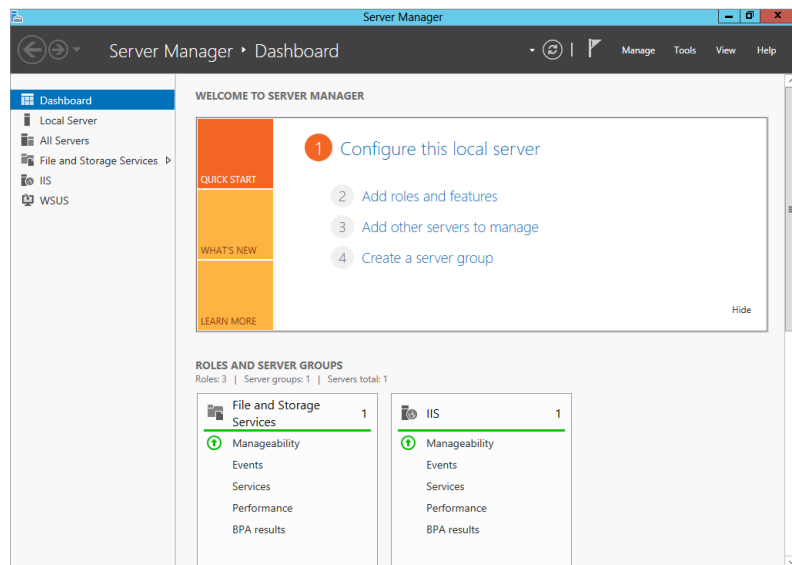 Server Manager
Server Manager ‣ Dashboard
Manage Tools View Help
Dashboard
Local Server
All Servers
File and Storage Services
IIS
WSUS
WELCOME TO SERVER MANAGER
QUICK START
WHAT'S NEW
LEARN MORE
1 Configure this local server
2 Add roles and features
3 Add other servers to manage
4 Create a server group
Hide
ROLES AND SERVER GROUPS
Roles: 3 | Server groups: 1 | Servers total: 1
File and Storage
Services 1
Manageability
Events
Services
Performance
BPA results
IIS 1
Manageability
Events
Services
Performance
BPA results